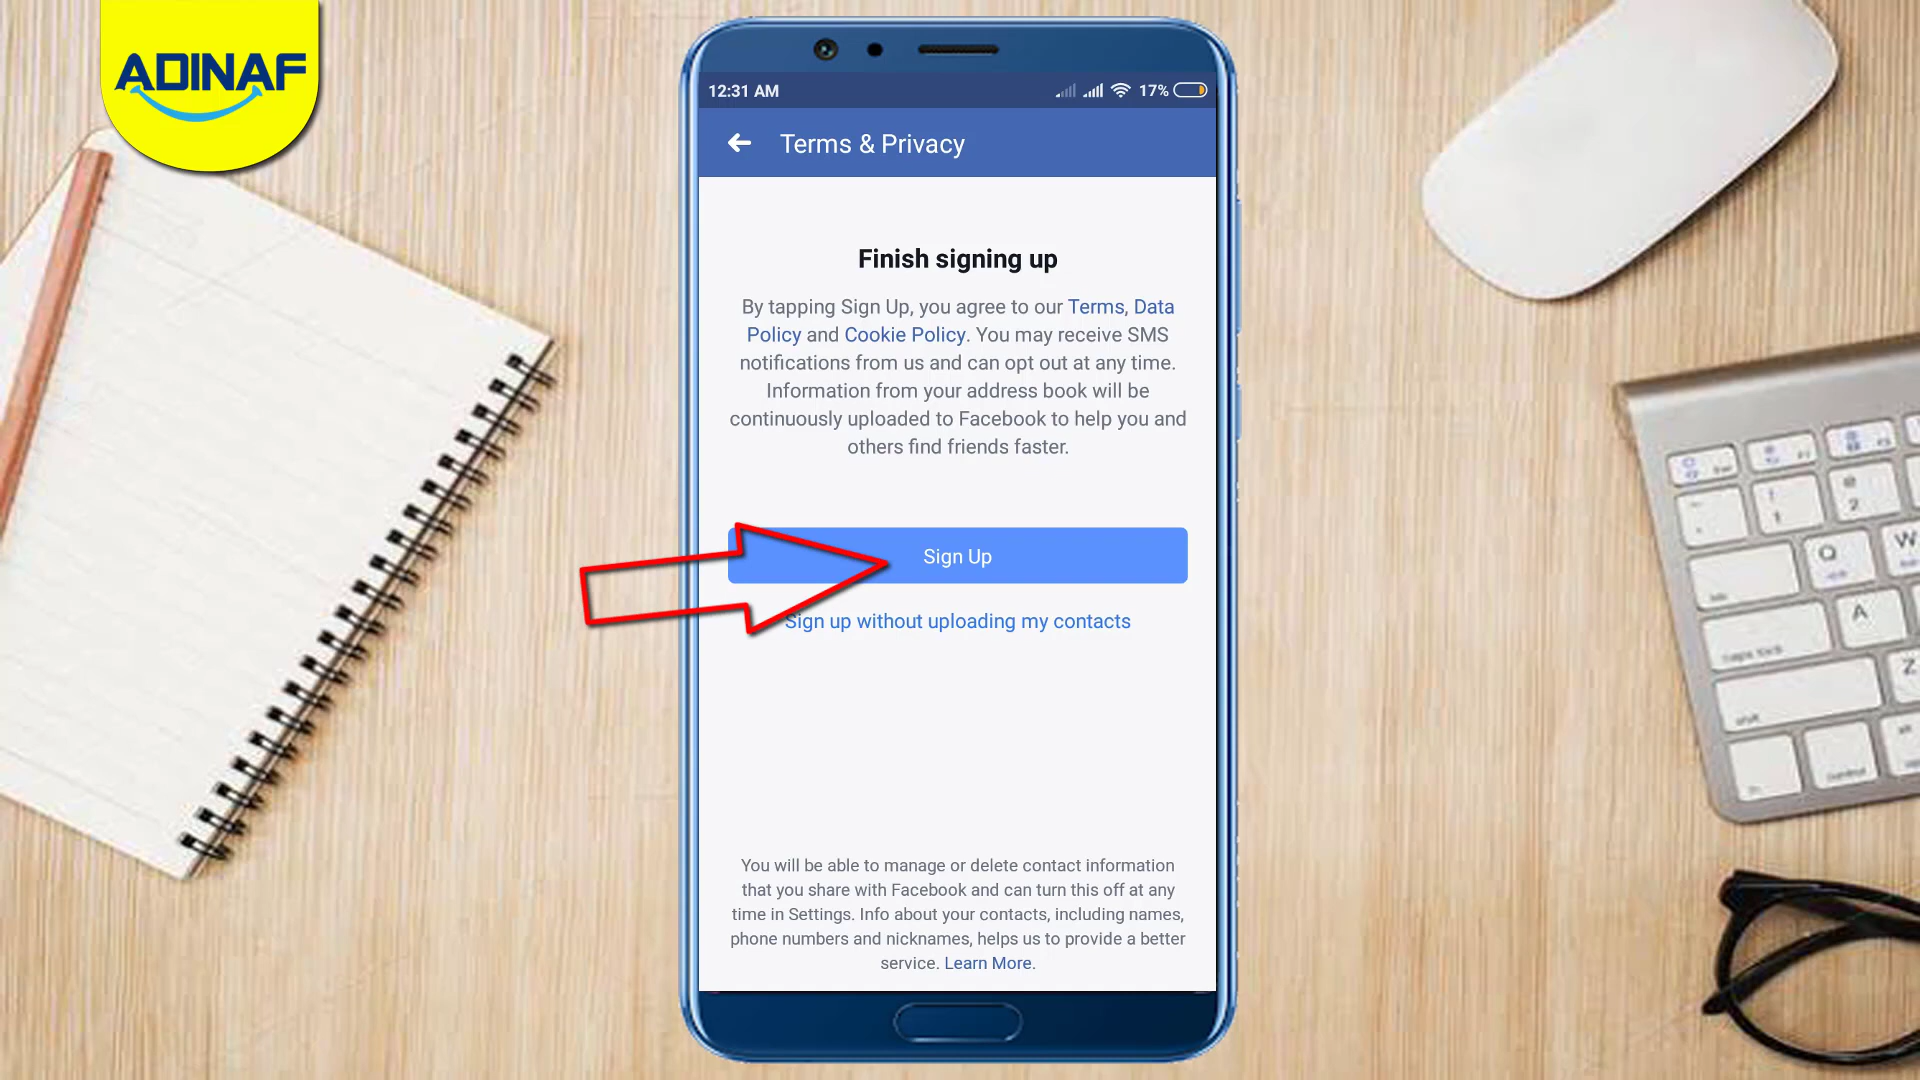 ADINAF
12:31 AM
17%
Terms & Privacy
Finish signing up
By tapping Sign Up, you agree to our Terms, Data
Policy and Cookie Policy. You may receive SMS
notifications from us and can opt out at any time.
Information from your address book will be
continuously uploaded to Facebook to help you and
others find friends faster.
Sign Up
Sign up without uploading my contacts
You will be able to manage or delete contact information
that you share with Facebook and can turn this off at any
time in Settings. Info about your contacts, including names,
phone numbers and nicknames, helps us to provide a better
service. Learn More.
1
2
Q
W
A
Z